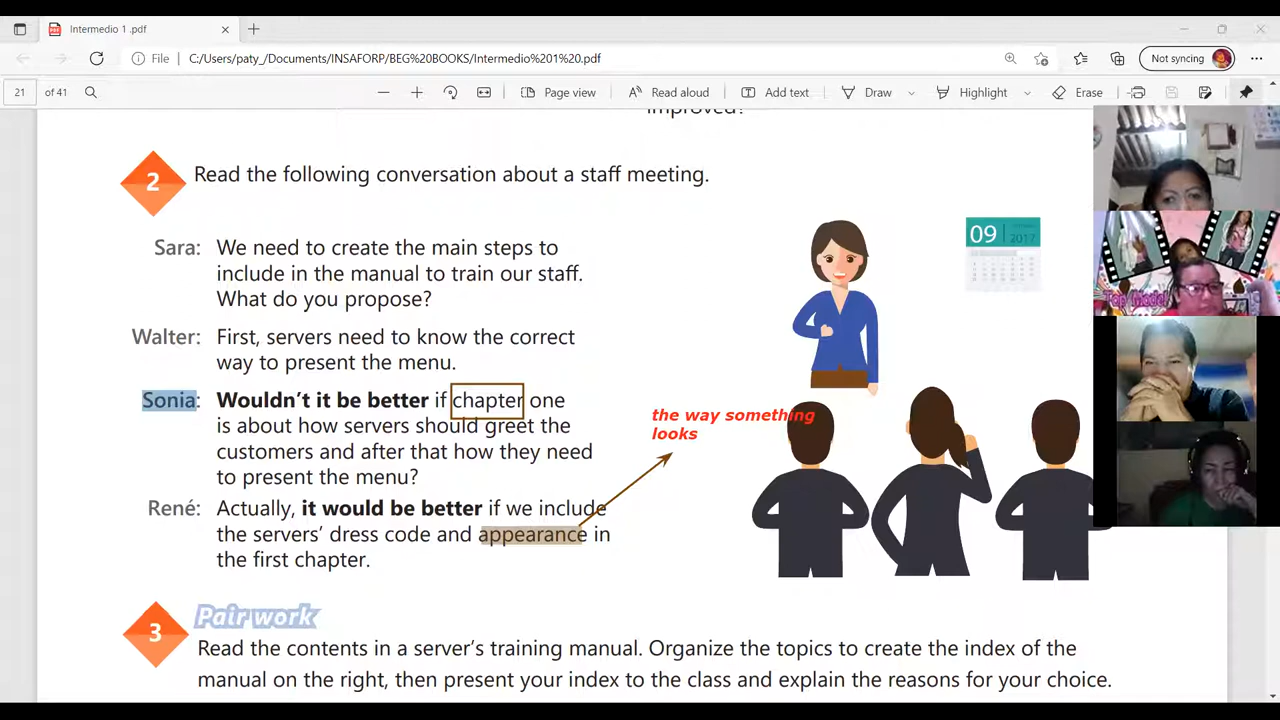 Intermedio 1 .pdf
File C:/Users/paty_/Documents/INSAFORP/BEG%20BOOKS/Intermedio%201%20.pdf Not syncing
21 of 41 Page view Read aloud Add text Draw Highlight Erase
improved?
2 Read the following conversation about a staff meeting.
Sara: We need to create the main steps to
include in the manual to train our staff.
What do you propose?
Walter: First, servers need to know the correct
way to present the menu.
Sonia: Wouldn't it be better if chapter one
is about how servers should greet the
customers and after that how they need
to present the menu?
René: Actually, it would be better if we include
the servers' dress code and appearance in
the first chapter.
the way something
looks
09 2017
Top Model
3 Pair work
Read the contents in a server's training manual. Organize the topics to create the index of the
manual on the right, then present your index to the class and explain the reasons for your choice.